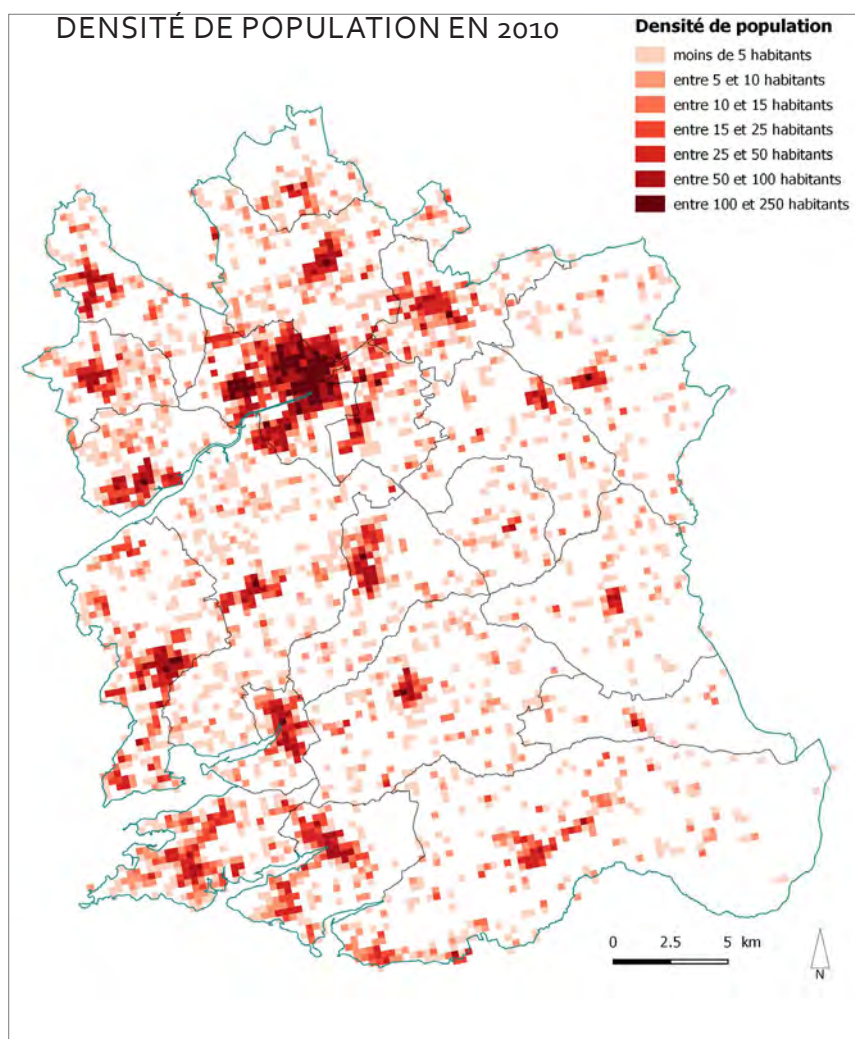 DENSITÉ DE POPULATION EN 2010
Densité de population
moins de 5 habitants
entre 5 et 10 habitants
entre 10 et 15 habitants
entre 15 et 25 habitants
entre 25 et 50 habitants
entre 50 et 100 habitants
entre 100 et 250 habitants
0 2.5 5 km
N